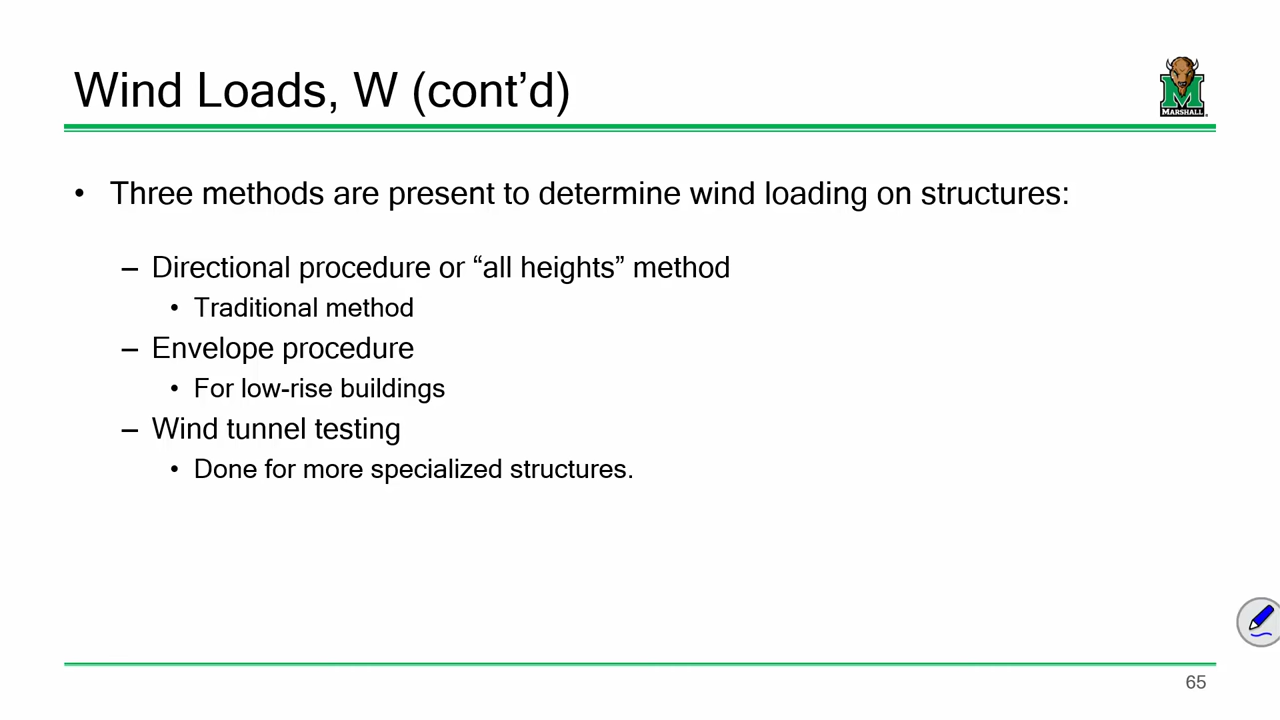 Wind Loads, W (cont’d)
MARSHALL
• Three methods are present to determine wind loading on structures:
– Directional procedure or “all heights” method
• Traditional method
– Envelope procedure
• For low-rise buildings
– Wind tunnel testing
• Done for more specialized structures.
65